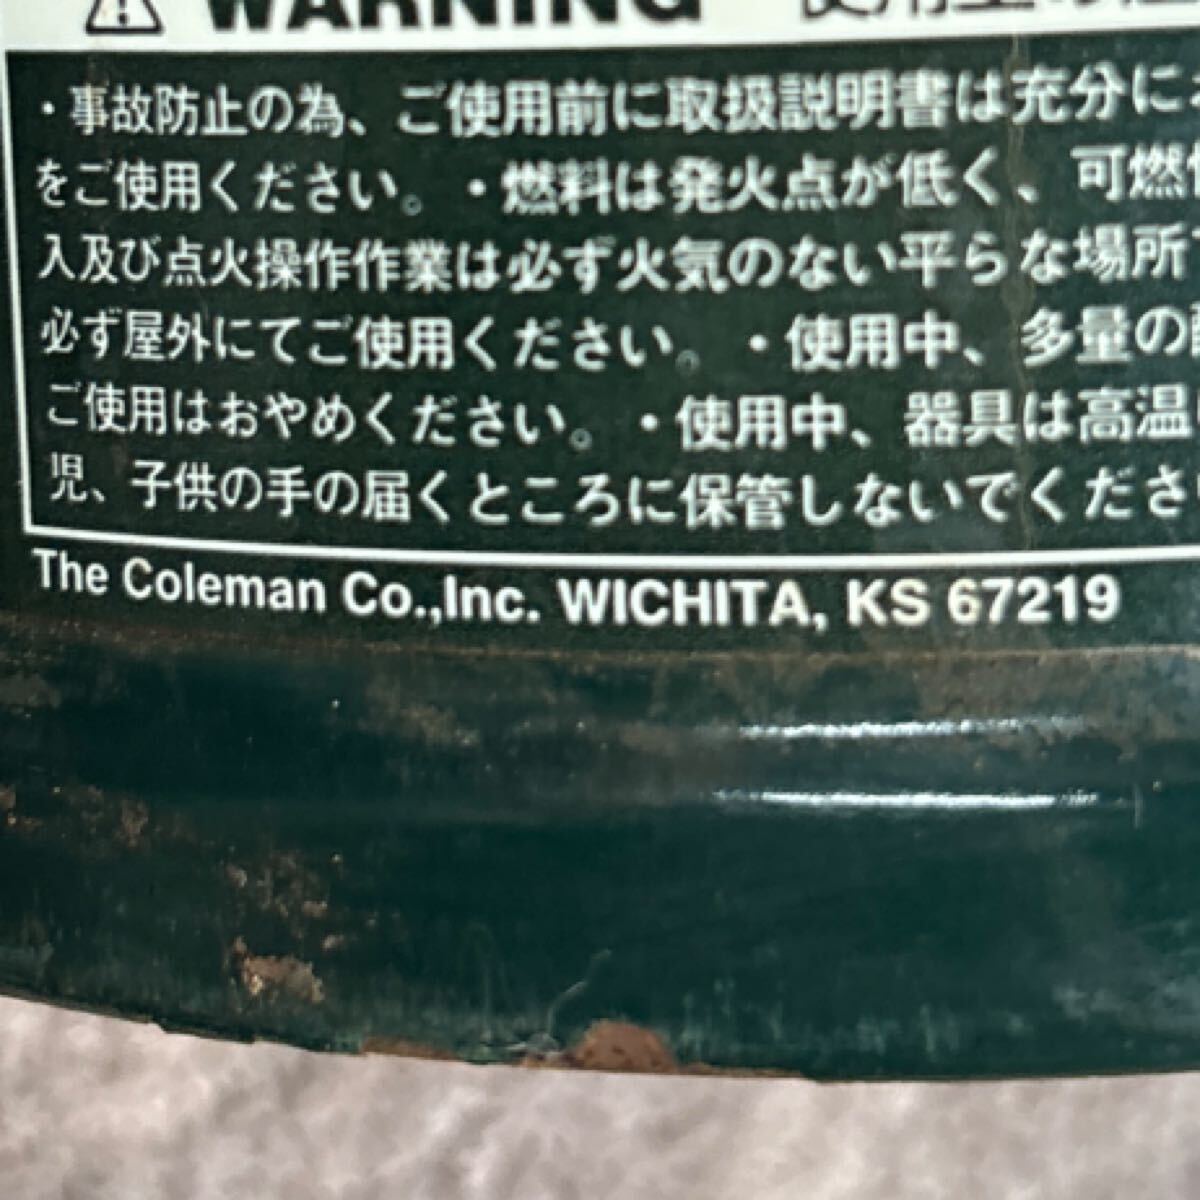 WARNING 使用上の注
・事故防止の為、ご使用前に取扱説明書は充分に
をご使用ください。・燃料は発火点が低く、可燃性
入及び点火操作作業は必ず火気のない平らな場所
必ず屋外にてご使用ください。・使用中、多量の
ご使用はおやめください。・使用中、器具は高温
児、子供の手の届くところに保管しないでくださ
The Coleman Co.,Inc. WICHITA, KS 67219